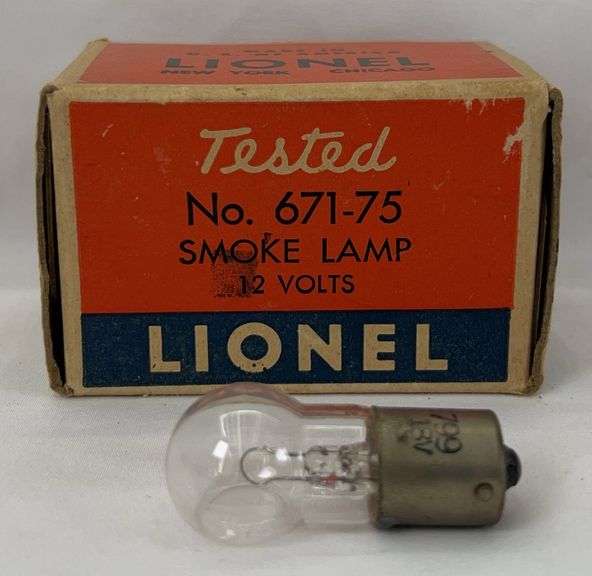 LIONEL
NEW YORK CHICAGO
Tested
No. 671-75
SMOKE LAMP
12 VOLTS
LIONEL